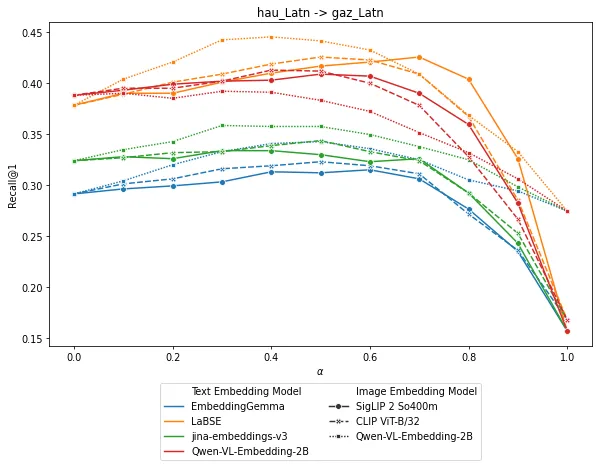 hau_Latn -> gaz_Latn
Recall@1
0.45
0.40
0.35
0.30
0.25
0.20
0.15
0.0 0.2 0.4 0.6 0.8 1.0
α
Text Embedding Model
EmbeddingGemma
LaBSE
jina-embeddings-v3
Qwen-VL-Embedding-2B
Image Embedding Model
SigLIP 2 So400m
CLIP ViT-B/32
Qwen-VL-Embedding-2B